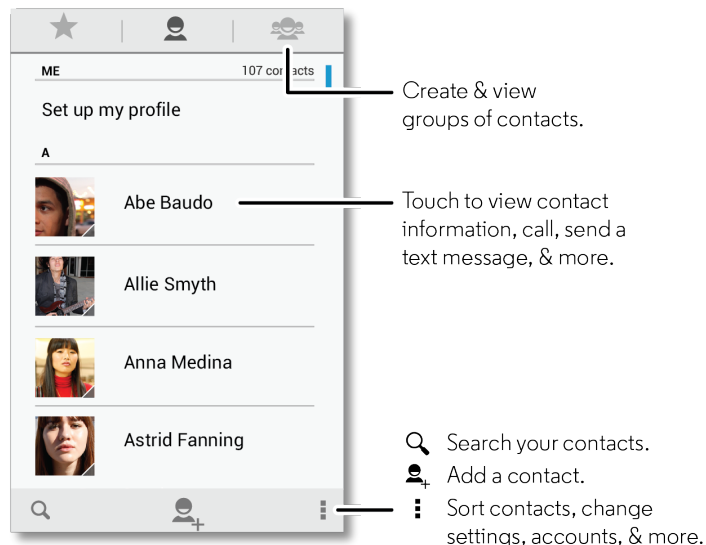 ME 107 contacts
Set up my profile
A
Abe Baudo
Allie Smyth
Anna Medina
Astrid Fanning
Create & view
groups of contacts.
Touch to view contact
information, call, send a
text message, & more.
Search your contacts.
Add a contact.
Sort contacts, change
settings, accounts, & more.